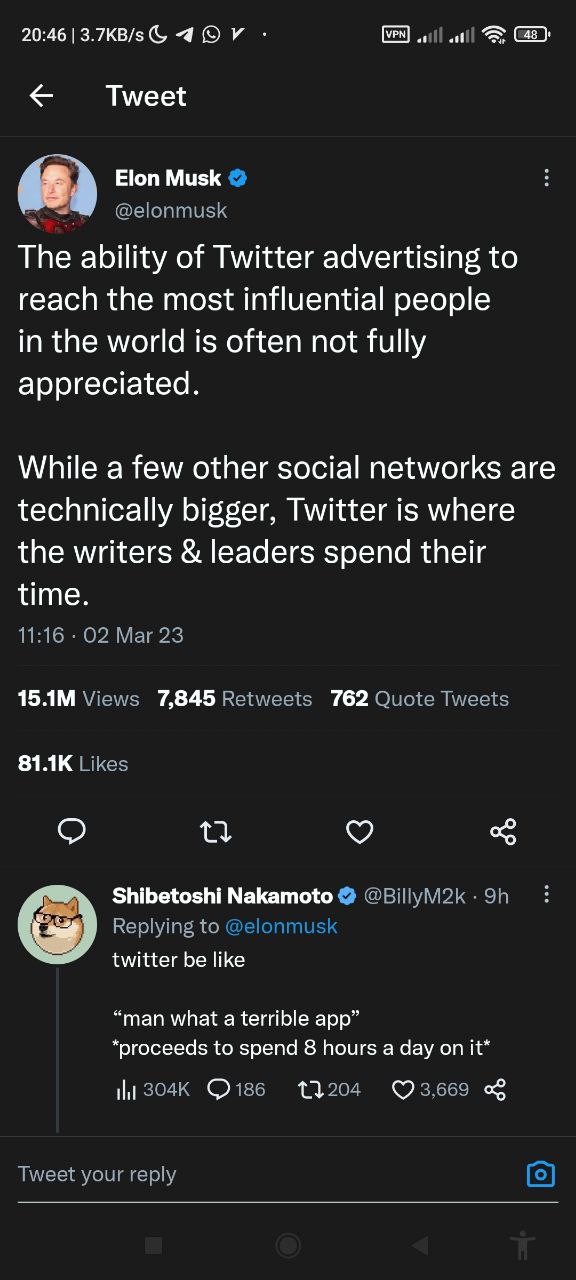 20:46 | 3.7KB/s
VPN
48
Tweet
Elon Musk
@elonmusk
The ability of Twitter advertising to
reach the most influential people
in the world is often not fully
appreciated.
While a few other social networks are
technically bigger, Twitter is where
the writers & leaders spend their
time.
11:16 · 02 Mar 23
15.1M Views 7,845 Retweets 762 Quote Tweets
81.1K Likes
Shibetoshi Nakamoto @BillyM2k · 9h
Replying to @elonmusk
twitter be like
“man what a terrible app”
*proceeds to spend 8 hours a day on it*
304K 186 204 3,669
Tweet your reply